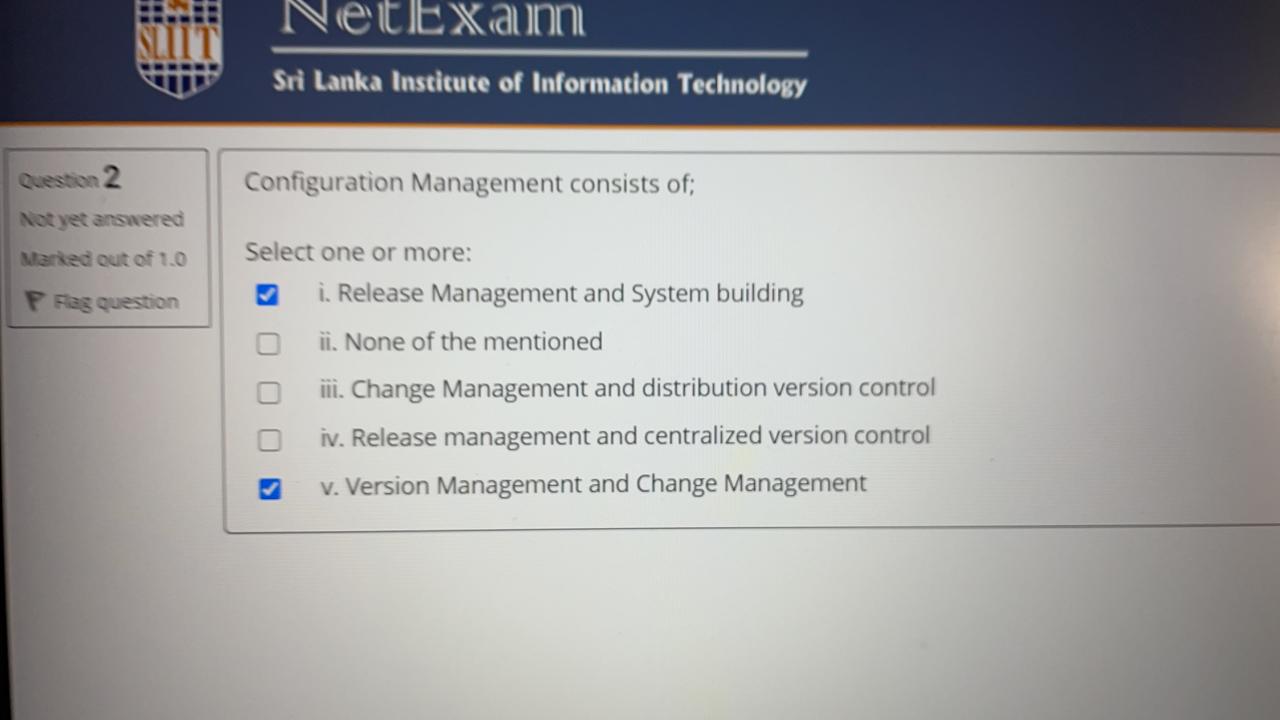 NetExam
SLIIT
Sri Lanka Institute of Information Technology
Question 2
Not yet answered
Marked out of 1.0
Flag question
Configuration Management consists of;
Select one or more:
i. Release Management and System building
ii. None of the mentioned
iii. Change Management and distribution version control
iv. Release management and centralized version control
v. Version Management and Change Management